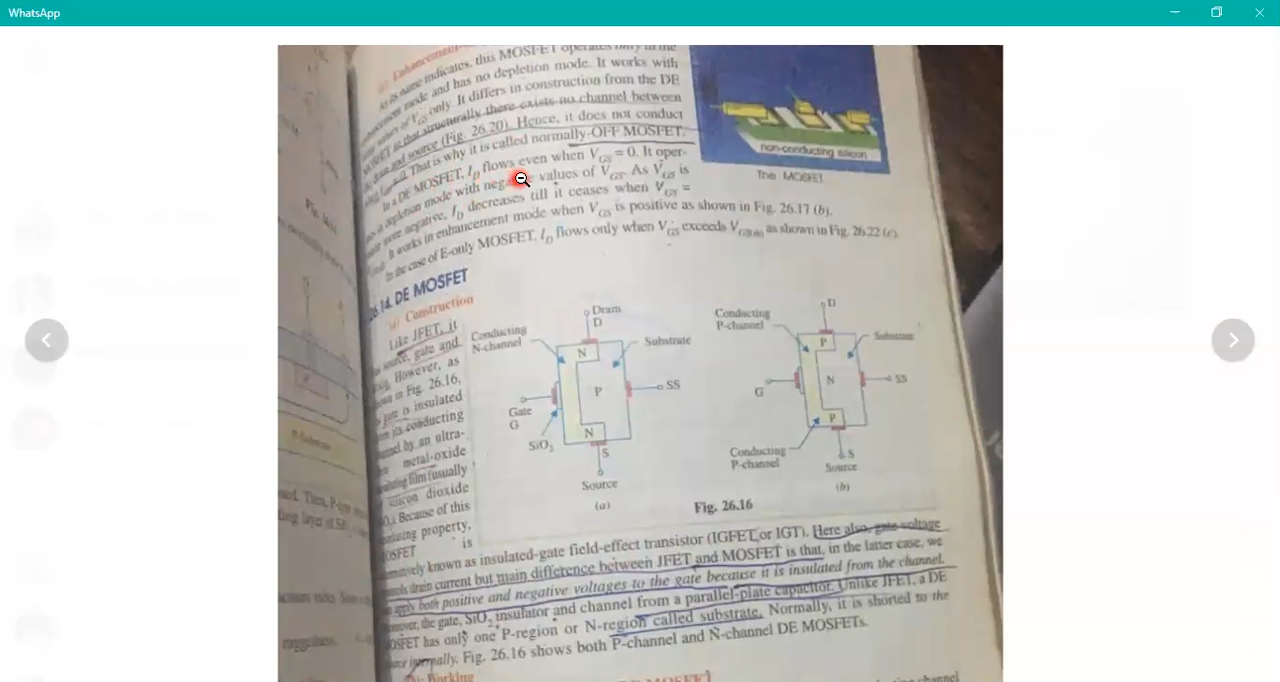 WhatsApp
Enhancement
As its name indicates, this MOSFET operates only in the
enhancement mode and has no depletion mode. It works with
values of VGS only. It differs in construction from the DE
MOSFET in that structurally there exists no channel between
the drain and source (Fig. 26.20). Hence, it does not conduct
when VGS = 0. That is why it is called normally-OFF MOSFET.
In a DE MOSFET, ID flows even when VGS = 0. It oper-
in depletion mode with negative values of VGS. As VGS is
made more negative, ID decreases till it ceases when VGS =
It works in enhancement mode when VGS is positive as shown in Fig. 26.17 (b).
In the case of E-only MOSFET, ID flows only when VGS exceeds VGS(th) as shown in Fig. 26.22 (c).
non-conducting silicon
The MOSFET
26.14. DE MOSFET
(a) Construction
Like JFET, it
source, gate and
However, as
in Fig. 26.16,
gate is insulated
its conducting
by an ultra-
metal-oxide
film (usually
silicon dioxide
Because of this
property,
MOSFET is
Conducting
N-channel
Drain
D
Substrate
N
P
SS
Gate
G
SiO2
N
S
Source
(a)
Conducting
P-channel
D
Substrate
P
N
SS
G
P
Conducting
P-channel
S
Source
(b)
Fig. 26.16
known as insulated-gate field-effect transistor (IGFET or IGT). Here also, gate voltage
controls drain current but main difference between JFET and MOSFET is that, in the latter case, we
apply both positive and negative voltages to the gate because it is insulated from the channel.
the gate, SiO2 insulator and channel from a parallel-plate capacitor. Unlike JFET, a DE
MOSFET has only one P-region or N-region called substrate. Normally, it is shorted to the
source internally. Fig. 26.16 shows both P-channel and N-channel DE MOSFETs.
Working